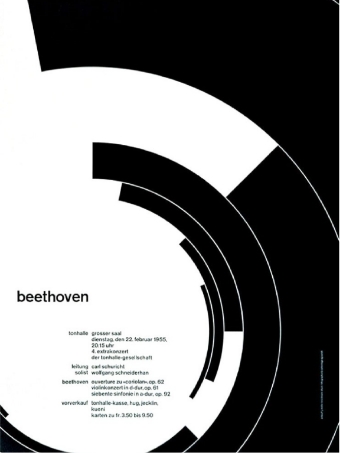 beethoven
tonhalle grosser saal
dienstag, den 22. februar 1955,
20.15 uhr
4. extrakonzert
der tonhalle-gesellschaft
leitung carl schuricht
solist wolfgang schneiderhan
beethoven ouvertüre zu «coriolan», op. 62
violinkonzert in d-dur, op. 61
siebente sinfonie in a-dur, op. 92
vorverkauf tonhalle-kasse, hug, jecklin,
kuoni
karten zu fr. 3.50 bis 9.50